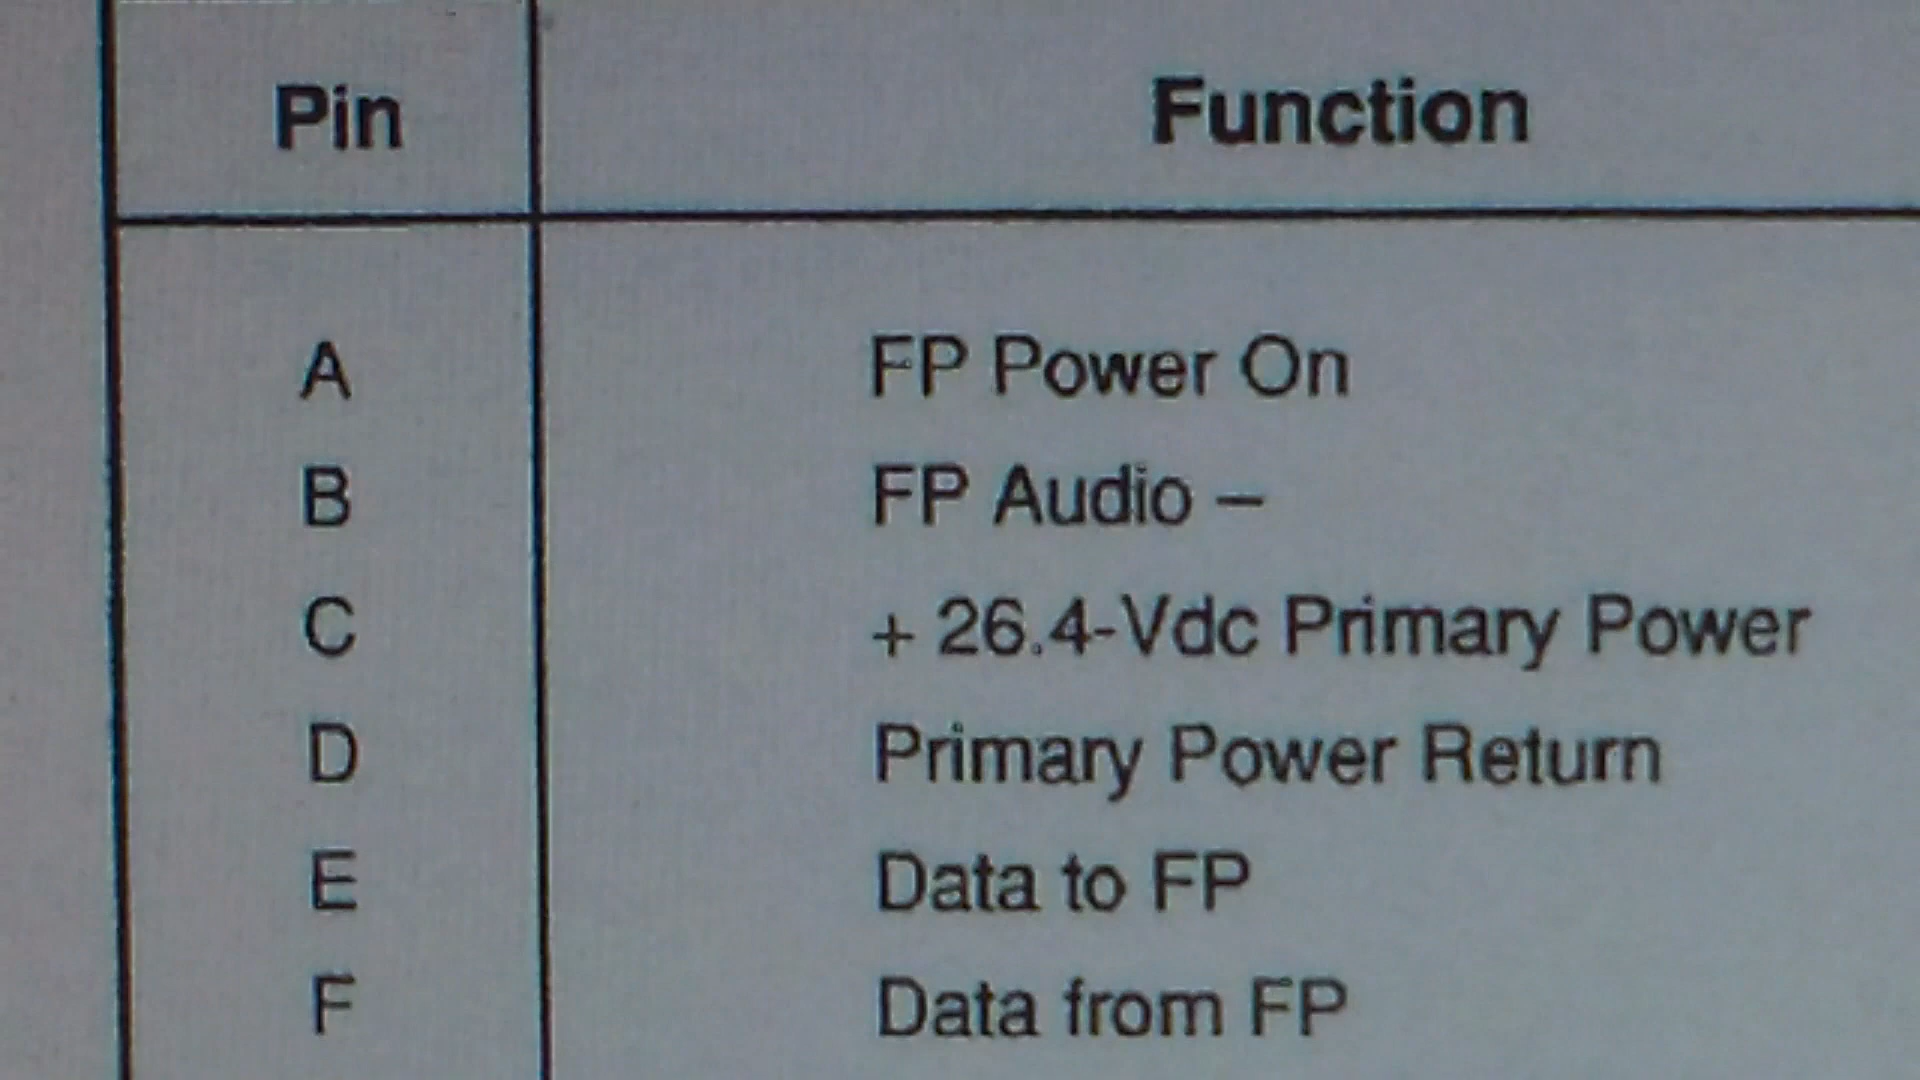 Pin Function
A FP Power On
B FP Audio –
C + 26.4-Vdc Primary Power
D Primary Power Return
E Data to FP
F Data from FP